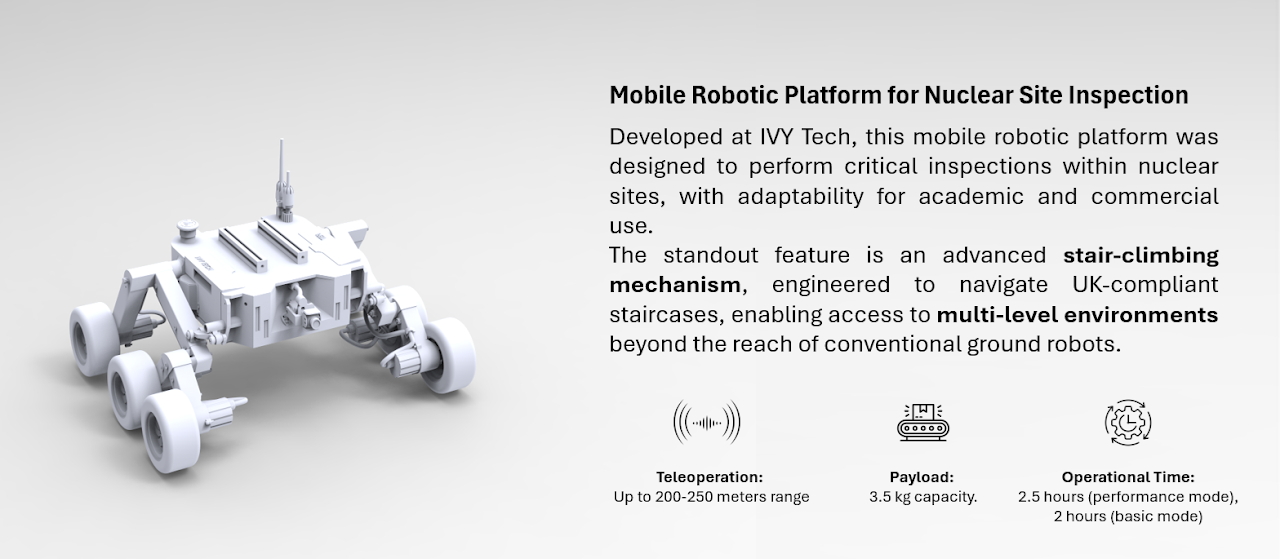 Mobile Robotic Platform for Nuclear Site Inspection
Developed at IVY Tech, this mobile robotic platform was
designed to perform critical inspections within nuclear
sites, with adaptability for academic and commercial
use.
The standout feature is an advanced stair-climbing
mechanism, engineered to navigate UK-compliant
staircases, enabling access to multi-level environments
beyond the reach of conventional ground robots.
Teleoperation:
Up to 200-250 meters range
Payload:
3.5 kg capacity.
Operational Time:
2.5 hours (performance mode),
2 hours (basic mode)